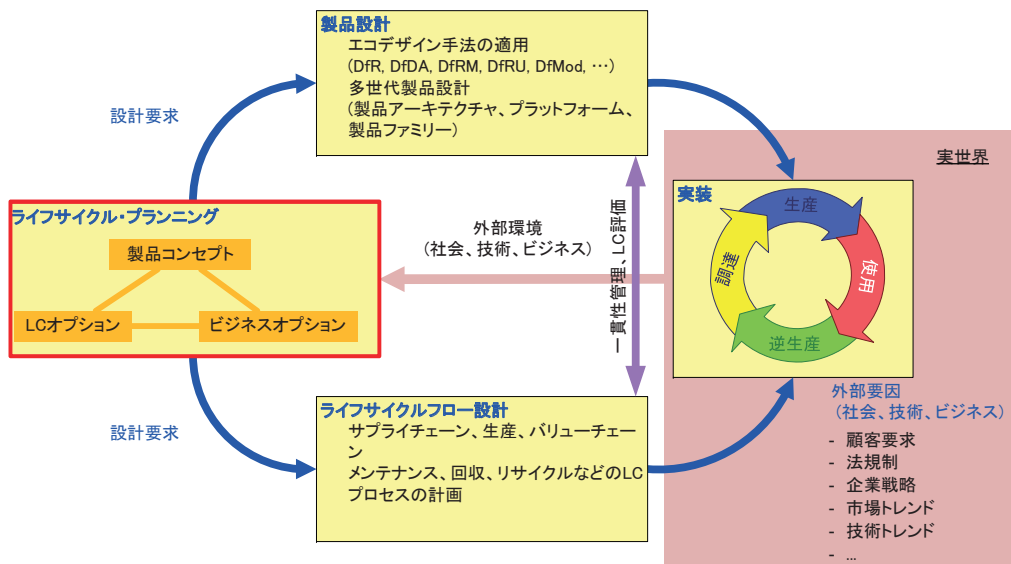 製品設計
エコデザイン手法の適用
(DfR, DfDA, DfRM, DfRU, DfMod, …)
多世代製品設計
(製品アーキテクチャ、プラットフォーム、
製品ファミリー)
設計要求
実世界
ライフサイクル・プランニング
製品コンセプト
LCオプション
ビジネスオプション
外部環境
(社会、技術、ビジネス)
一貫性管理、LC評価
実装
生産
使用
逆生産
調達
設計要求
ライフサイクルフロー設計
サプライチェーン、生産、バリューチェー
ン
メンテナンス、回収、リサイクルなどのLC
プロセスの計画
外部要因
(社会、技術、ビジネス)
- 顧客要求
- 法規制
- 企業戦略
- 市場トレンド
- 技術トレンド
- …